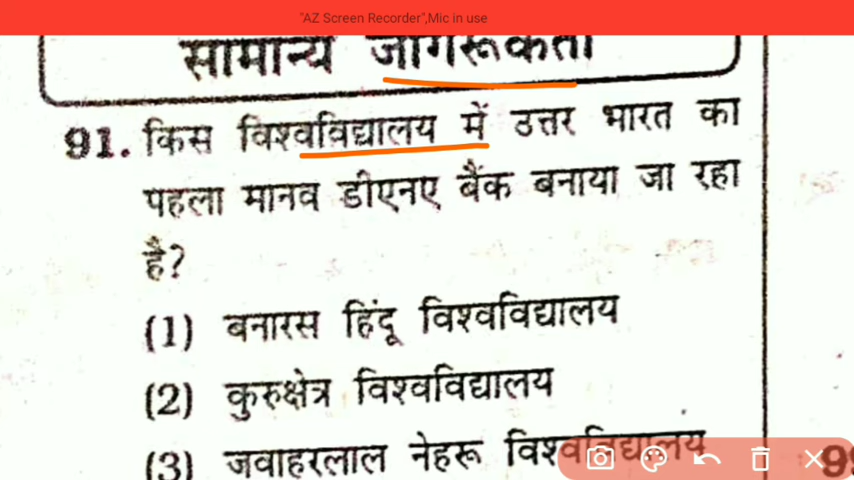 "AZ Screen Recorder",Mic in use
सामान्य जागरूकता
91. किस विश्वविद्यालय में उत्तर भारत का
पहला मानव डीएनए बैंक बनाया जा रहा
है?
(1) बनारस हिंदू विश्वविद्यालय
(2) कुरुक्षेत्र विश्वविद्यालय
(3) जवाहरलाल नेहरू विश्वविद्यालय